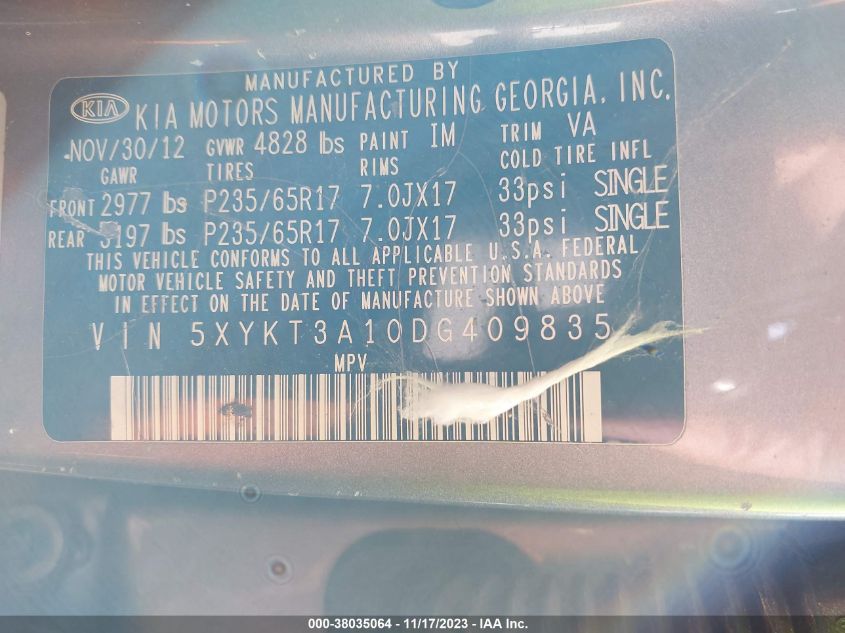 MANUFACTURED BY
KIA KIA MOTORS MANUFACTURING GEORGIA, INC.
NOV/30/12 GVWR 4828 lbs PAINT IM TRIM VA
GAWR TIRES RIMS COLD TIRE INFL
FRONT 2977 lbs P235/65R17 7.0JX17 33psi SINGLE
REAR 3197 lbs P235/65R17 7.0JX17 33psi SINGLE
THIS VEHICLE CONFORMS TO ALL APPLICABLE U.S.A. FEDERAL
MOTOR VEHICLE SAFETY AND THEFT PREVENTION STANDARDS
IN EFFECT ON THE DATE OF MANUFACTURE SHOWN ABOVE
VIN 5XYKT3A10DG409835
MPV
000-38035064 - 11/17/2023 - IAA Inc.